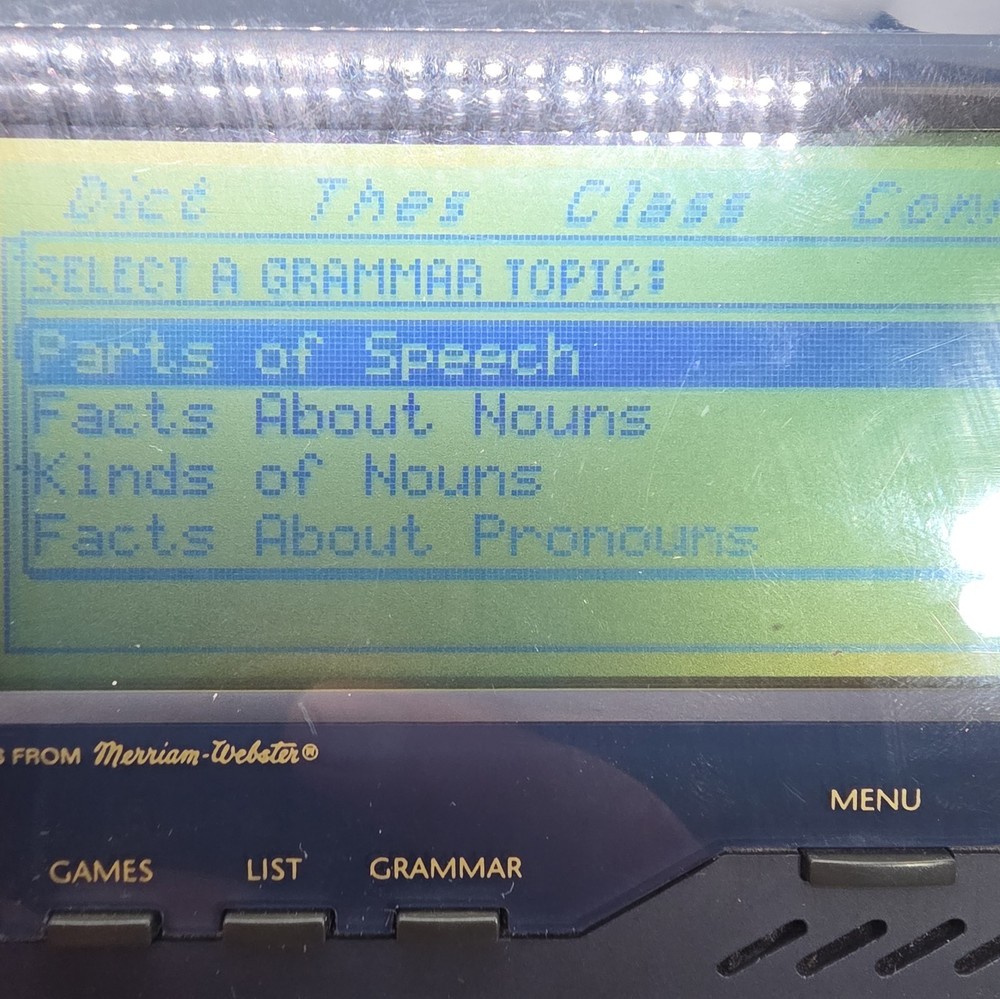 Dict Thes Class
SELECT A GRAMMAR TOPIC:
Parts of Speech
Facts About Nouns
Kinds of Nouns
Facts About Pronouns
FROM Merriam-Webster®
MENU
GAMES LIST GRAMMAR